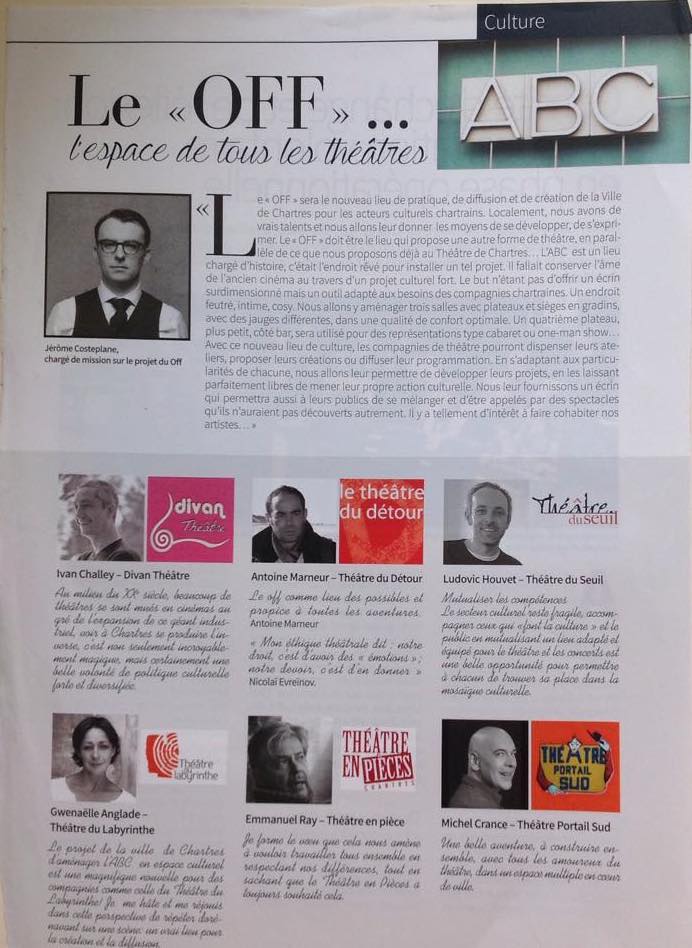 Culture
ABC
Le « OFF » ...
l'espace de tous les théâtres
Jérôme Costeplane,
chargé de mission sur le projet du Off
« Le « OFF » sera le nouveau lieu de pratique, de diffusion et de création de la Ville
de Chartres pour les acteurs culturels chartrains. Localement, nous avons de
vrais talents et nous allons leur donner les moyens de se développer, de s'expri-
mer. Le « OFF » doit être le lieu qui propose une autre forme de théâtre, en paral-
lèle de ce que nous proposons déjà au Théâtre de Chartres... L'ABC est un lieu
chargé d'histoire, c'était l'endroit rêvé pour installer un tel projet. Il fallait conserver l'âme
de l'ancien cinéma au travers d'un projet culturel fort. Le but n'étant pas d'offrir un écrin
surdimensionné mais un outil adapté aux besoins des compagnies chartraines. Un endroit
feutré, intime, cosy. Nous allons y aménager trois salles avec plateaux et sièges en gradins,
avec des jauges différentes, dans une qualité de confort optimale. Un quatrième plateau,
plus petit, côté bar, sera utilisé pour des représentations type cabaret ou one-man show...
Avec ce nouveau lieu de culture, les compagnies de théâtre pourront dispenser leurs ate-
liers, proposer leurs créations ou diffuser leur programmation. En s'adaptant aux particu-
larités de chacune, nous allons leur permettre de développer leurs projets, en les laissant
parfaitement libres de mener leur propre action culturelle. Nous leur fournissons un écrin
qui permettra aussi à leurs publics de se mélanger et d'être appelés par des spectacles
qu'ils n'auraient pas découverts autrement. Il y a tellement d'intérêt à faire cohabiter nos
artistes... »
divan
Théâtre
Ivan Challey – Divan Théâtre
Au milieu du XXe siècle, beaucoup de
théâtres se sont mués en cinémas au
gré de l'expansion de ce géant indus-
triel, voir à Chartres se produire l'in-
verse, c'est non seulement incroyable-
ment magique, mais certainement une
belle volonté de politique culturelle
forte et diversifiée.
le théâtre
du détour
Antoine Marneur – Théâtre du Détour
Le off comme lieu des possibles et
propice à toutes les aventures.
Antoine Marneur
« Mon éthique théâtrale dit : notre
droit, c'est d'avoir des « émotions » ;
notre devoir, c'est d'en donner »
Nicolaï Evreïnov.
Théâtre
du seuil
Ludovic Houvet – Théâtre du Seuil
Mutualiser les compétences
Le secteur culturel reste fragile, accom-
pagner ceux qui « font la culture » et le
public en mutualisant un lieu adapté et
équipé pour le théâtre et les concerts est
une belle opportunité pour permettre
à chacun de trouver sa place dans la
mosaïque culturelle.
Théâtre
du
labyrinthe
Gwenaëlle Anglade –
Théâtre du Labyrinthe
Le projet de la ville de Chartres
d'aménager L'ABC en espace culturel
est une magnifique nouvelle pour des
compagnies comme celle du Théâtre du
Labyrinthe! Je me hâte et me réjouis
dans cette perspective de répéter doré-
navant sur une scène; un vrai lieu pour
la création et la diffusion.
THÉÂTRE
EN PIÈCES
CHARTRES
Emmanuel Ray – Théâtre en pièce
Je forme le vœu que cela nous amène
à vouloir travailler tous ensemble en
respectant nos différences, tout en
sachant que le Théâtre en Pièces a
toujours souhaité cela.
THÉÂTRE
PORTAIL
SUD
Michel Crance – Théâtre Portail Sud
Une belle aventure, à construire en-
semble, avec tous les amoureux du
théâtre, dans un espace multiple en cœur
de ville.